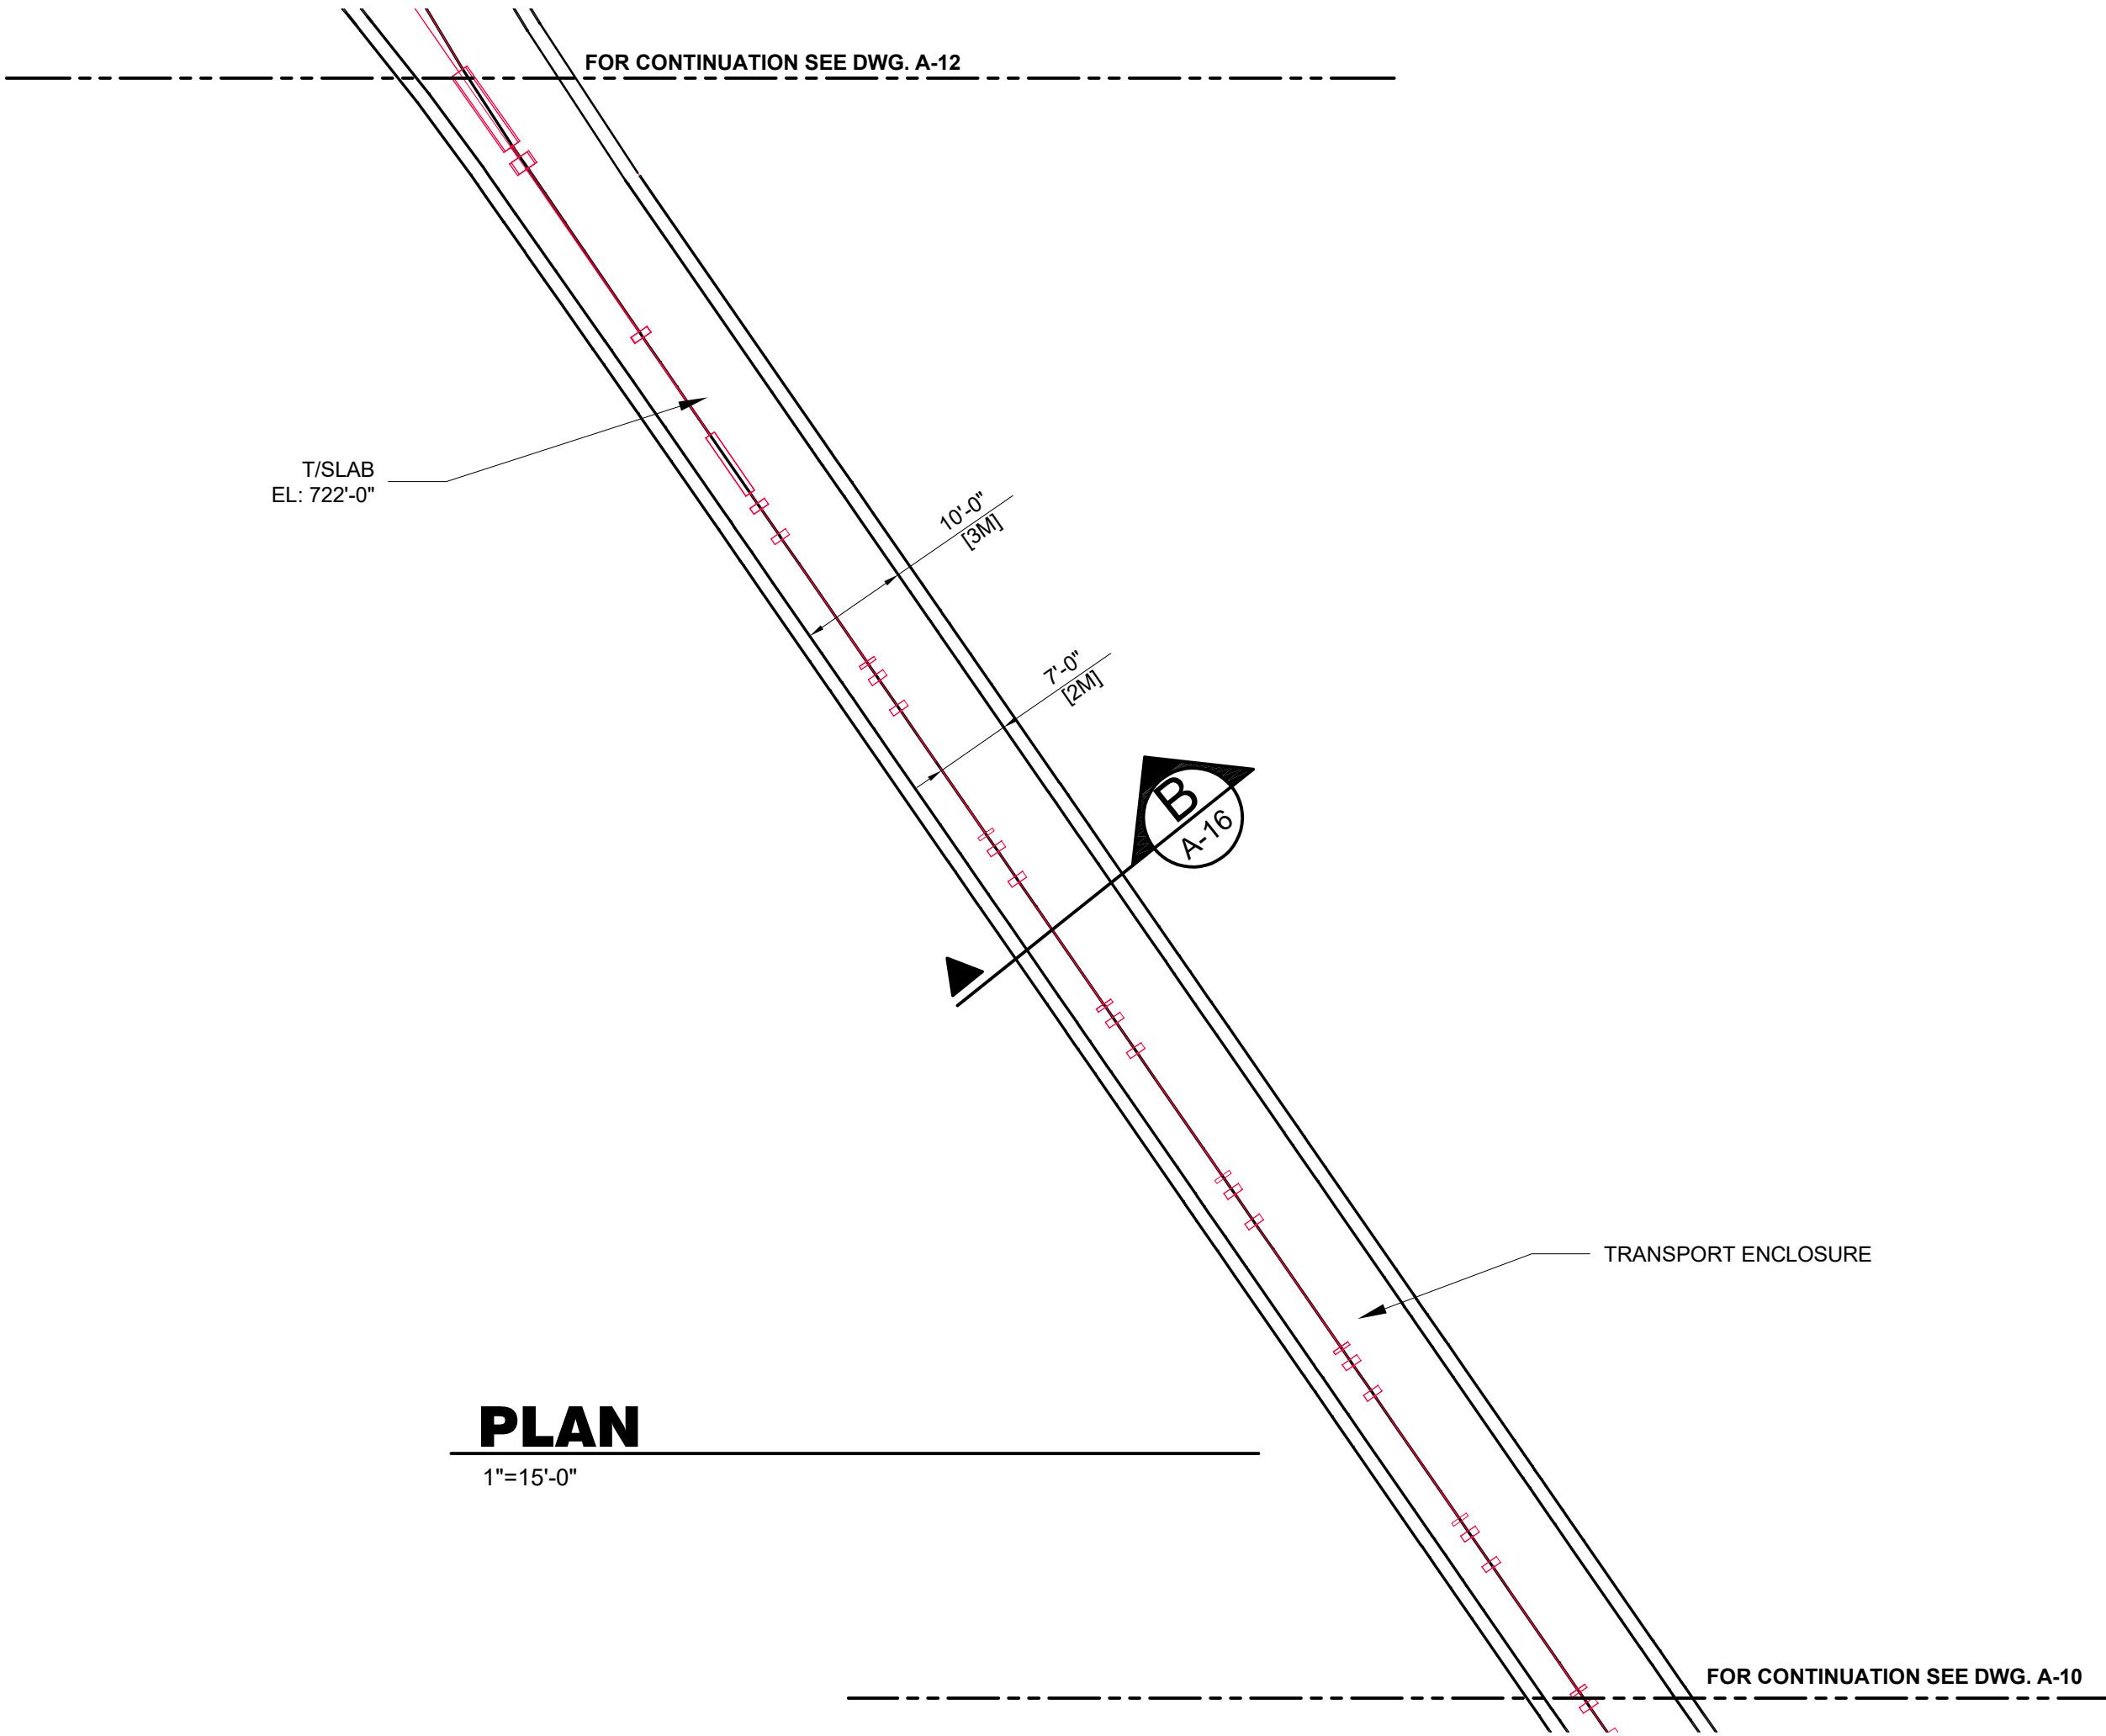 FOR CONTINUATION SEE DWG. A-12
T/SLAB
EL: 722'-0"
10'-0"
[3M]
7'-0"
[2M]
B
A-16
TRANSPORT ENCLOSURE
PLAN
1"=15'-0"
FOR CONTINUATION SEE DWG. A-10